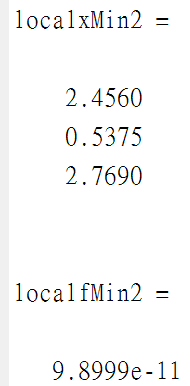 localxMin2 =
2.4560
0.5375
2.7690
localfMin2 =
9.8999e-11